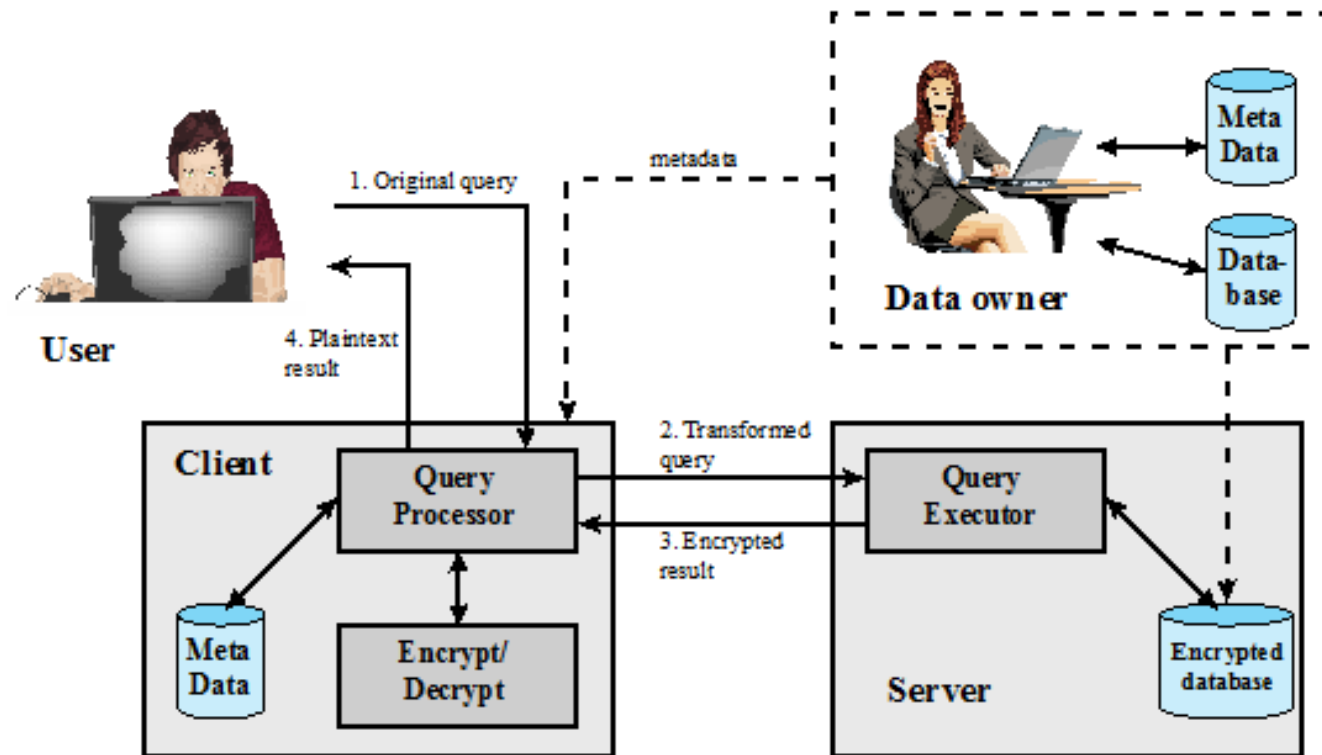 Meta
Data
metadata
1. Original query
Data-
base
Data owner
User
4. Plaintext
result
Client
Query
Processor
2. Transformed
query
3. Encrypted
result
Query
Executor
Meta
Data
Encrypt/
Decrypt
Server
Encrypted
database